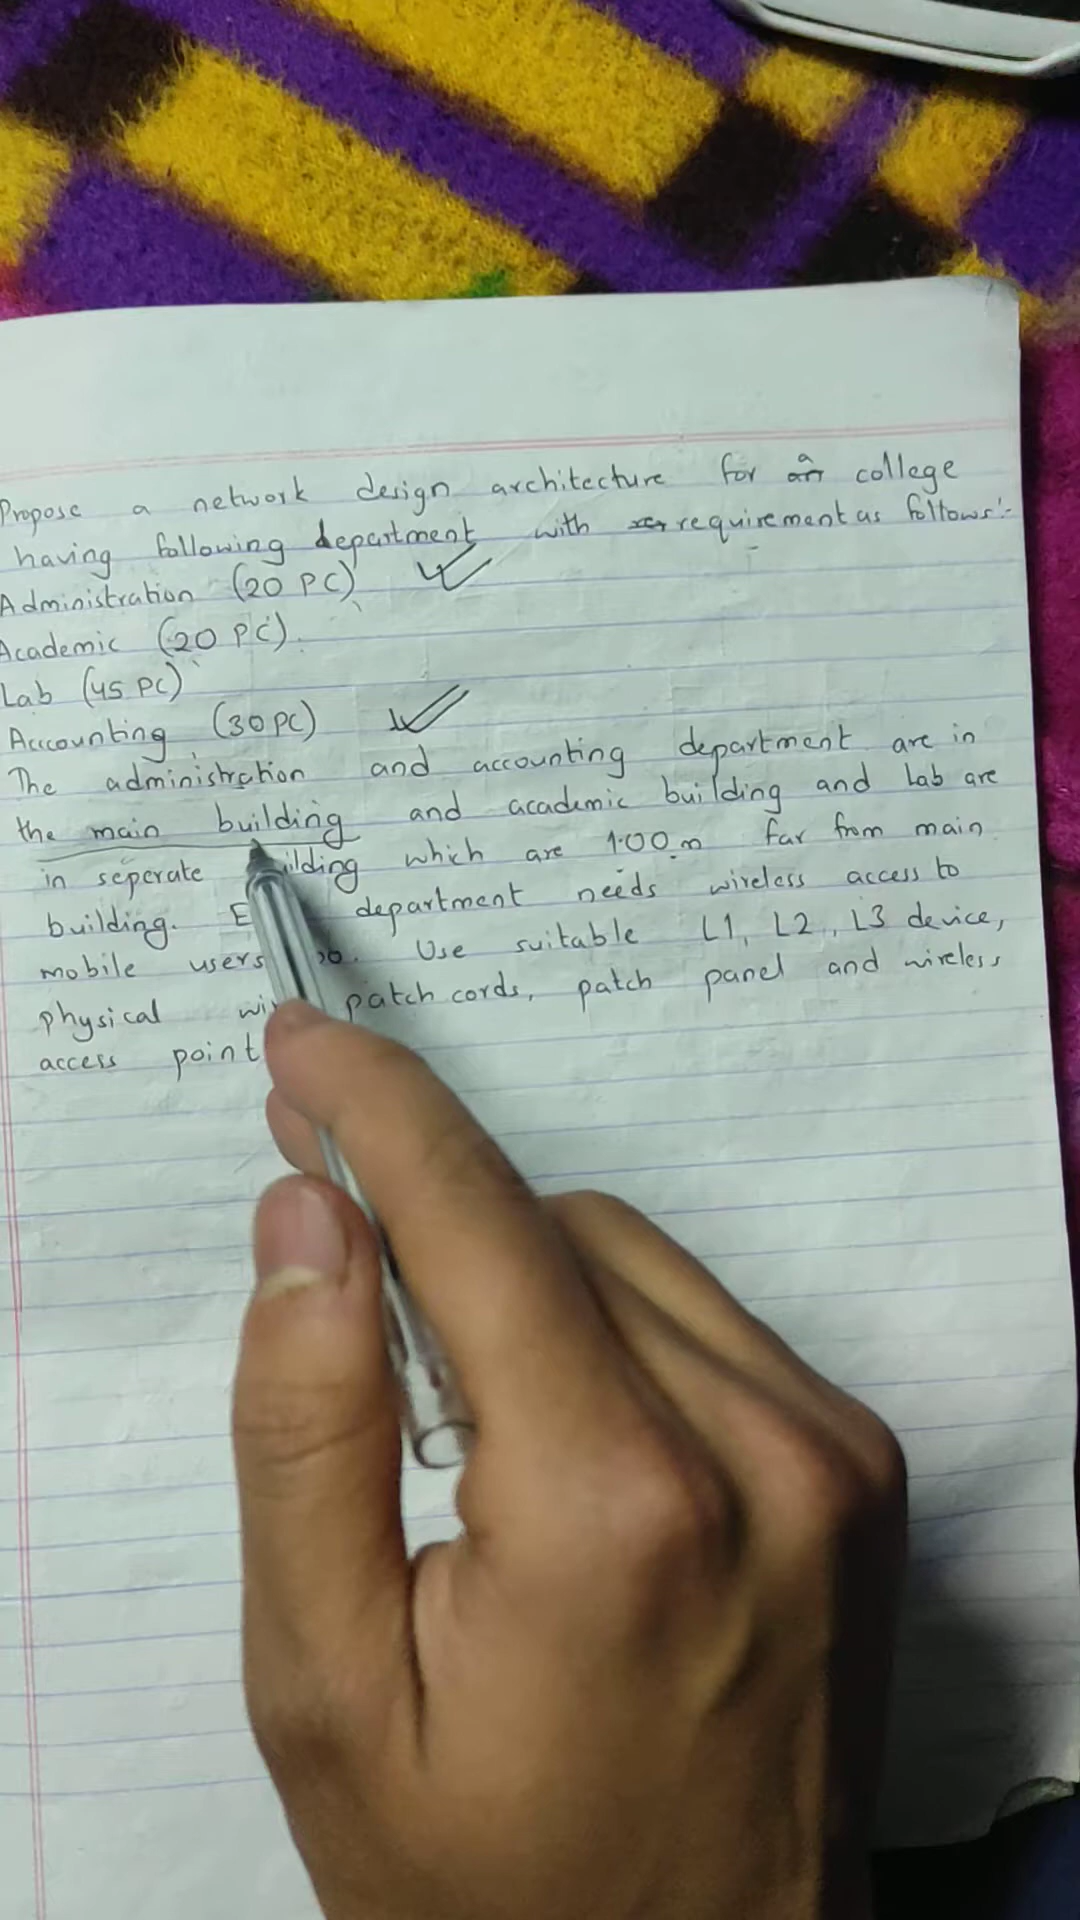 Propose a network design architecture for a college
having following department with requirement as follows:-
Administration (20 PC)
Academic (20 PC).
Lab (45 PC)
Acccounting (30 PC)
The administration and accounting department are in
the main building and academic building and Lab are
in seperate building which are 100 m far from main
building. department needs wireless access to
mobile users Use suitable L1, L2, L3 device,
physical patch cords, patch panel and wireless
access point